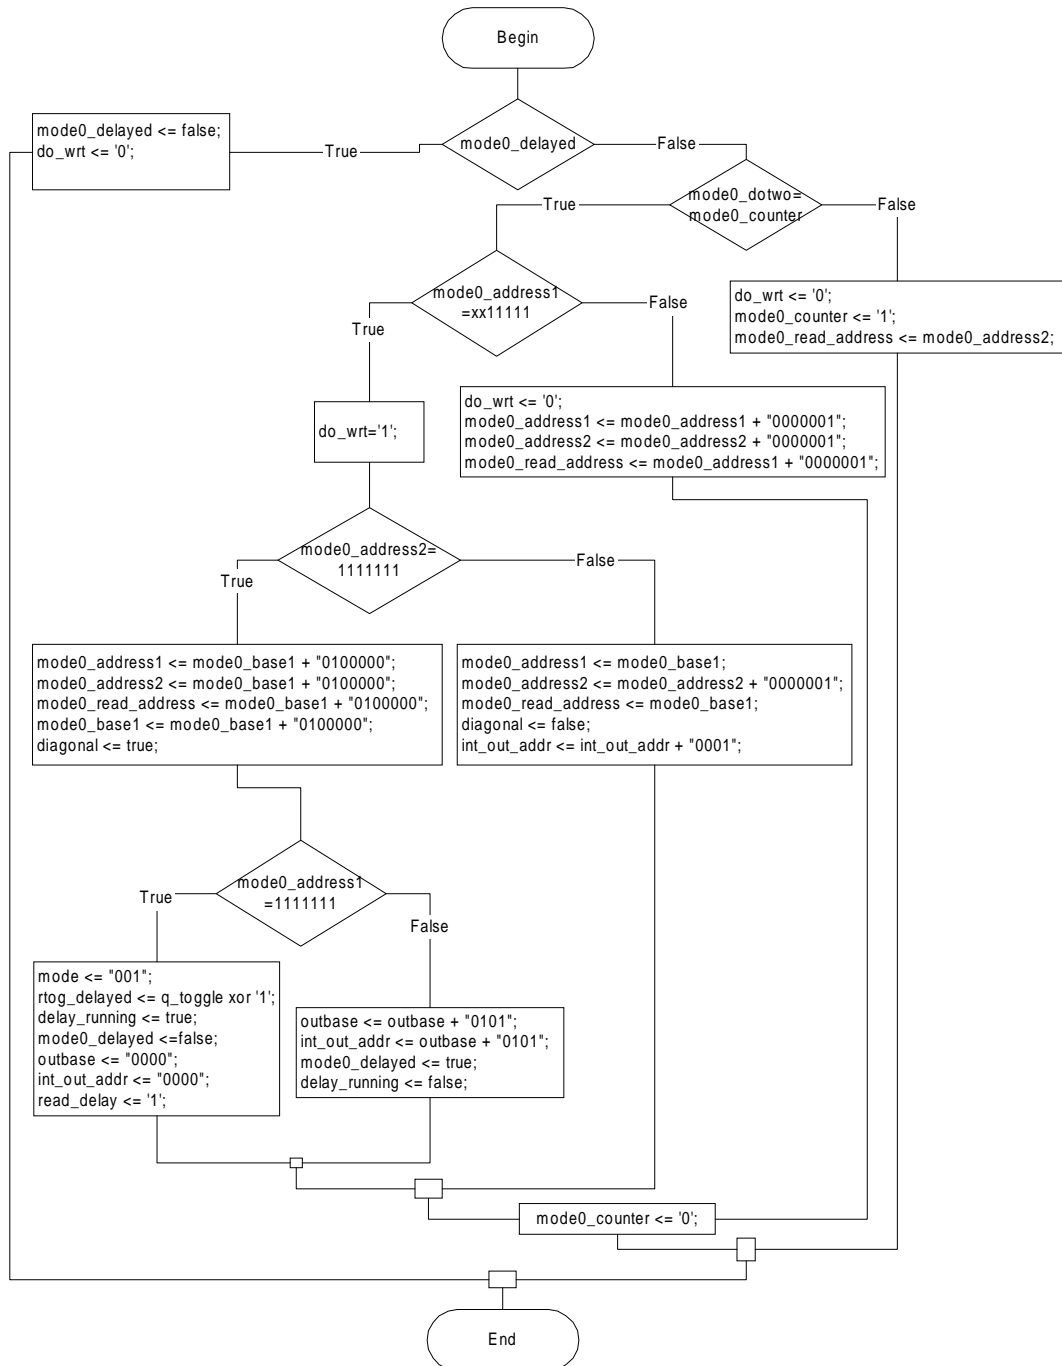 Begin
mode0_delayed
True
False
mode0_delayed <= false;
do_wrt <= '0';
mode0_dotwo=
mode0_counter
True
False
mode0_address1
=xx11111
True
False
do_wrt <= '0';
mode0_counter <= '1';
mode0_read_address <= mode0_address2;
do_wrt='1';
do_wrt <= '0';
mode0_address1 <= mode0_address1 + "0000001";
mode0_address2 <= mode0_address2 + "0000001";
mode0_read_address <= mode0_address1 + "0000001";
mode0_address2=
1111111
True
False
mode0_address1 <= mode0_base1 + "0100000";
mode0_address2 <= mode0_base1 + "0100000";
mode0_read_address <= mode0_base1 + "0100000";
mode0_base1 <= mode0_base1 + "0100000";
diagonal <= true;
mode0_address1 <= mode0_base1;
mode0_address2 <= mode0_address2 + "0000001";
mode0_read_address <= mode0_base1;
diagonal <= false;
int_out_addr <= int_out_addr + "0001";
mode0_address1
=1111111
True
False
mode <= "001";
rtog_delayed <= q_toggle xor '1';
delay_running <= true;
mode0_delayed <=false;
outbase <= "0000";
int_out_addr <= "0000";
read_delay <= '1';
outbase <= outbase + "0101";
int_out_addr <= outbase + "0101";
mode0_delayed <= true;
delay_running <= false;
mode0_counter <= '0';
End